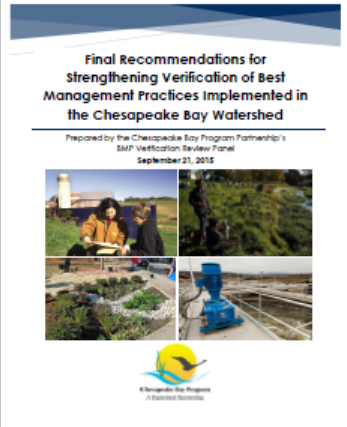 Final Recommendations for
Strengthening Verification of Best
Management Practices Implemented in
the Chesapeake Bay Watershed
Prepared by the Chesapeake Bay Program Partnership's
BMP Verification Review Panel
September 21, 2015
Chesapeake Bay Program
A Watershed Partnership